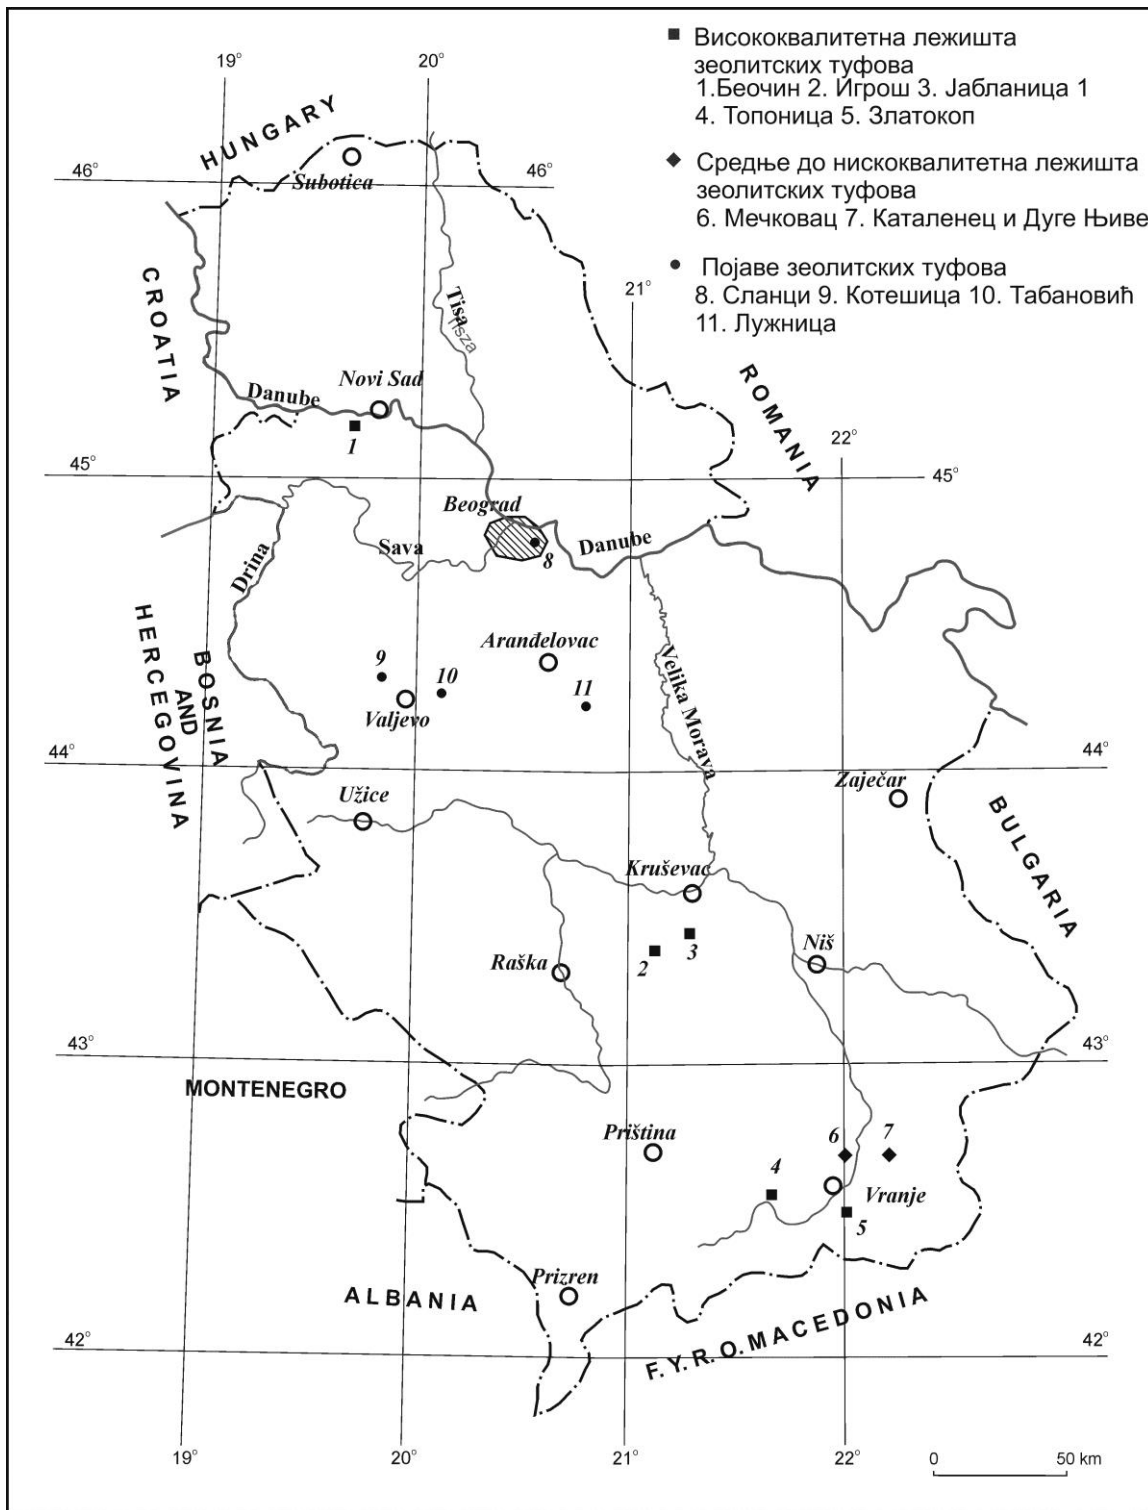 ■ Висококвалитетна лежишта
зеолитских туфова
1.Беочин 2. Игрош 3. Јабланица 1
4. Топоница 5. Златокоп
◆ Средње до нискоквалитетна лежишта
зеолитских туфова
6. Мечковац 7. Каталенец и Дуге Њиве
● Појаве зеолитских туфова
8. Сланци 9. Котешица 10. Табановић
11. Лужница
19°
20°
HUNGARY
46°
46°
Subotica
CROATIA
Tisa
Tisza
21°
Novi Sad
Danube
ROMANIA
1
22°
45°
45°
Beograd
Sava
Danube
8
Drina
BOSNIA
AND
HERCEGOVINA
Aranđelovac
9
10
11
Valjevo
Velika Morava
44°
44°
Užice
Zaječar
BULGARIA
Kruševac
2
3
Niš
Raška
43°
43°
MONTENEGRO
Priština
6
7
4
Vranje
5
Prizren
ALBANIA
F.Y.R.O.MACEDONIA
42°
42°
19°
20°
21°
22°
0
50 km